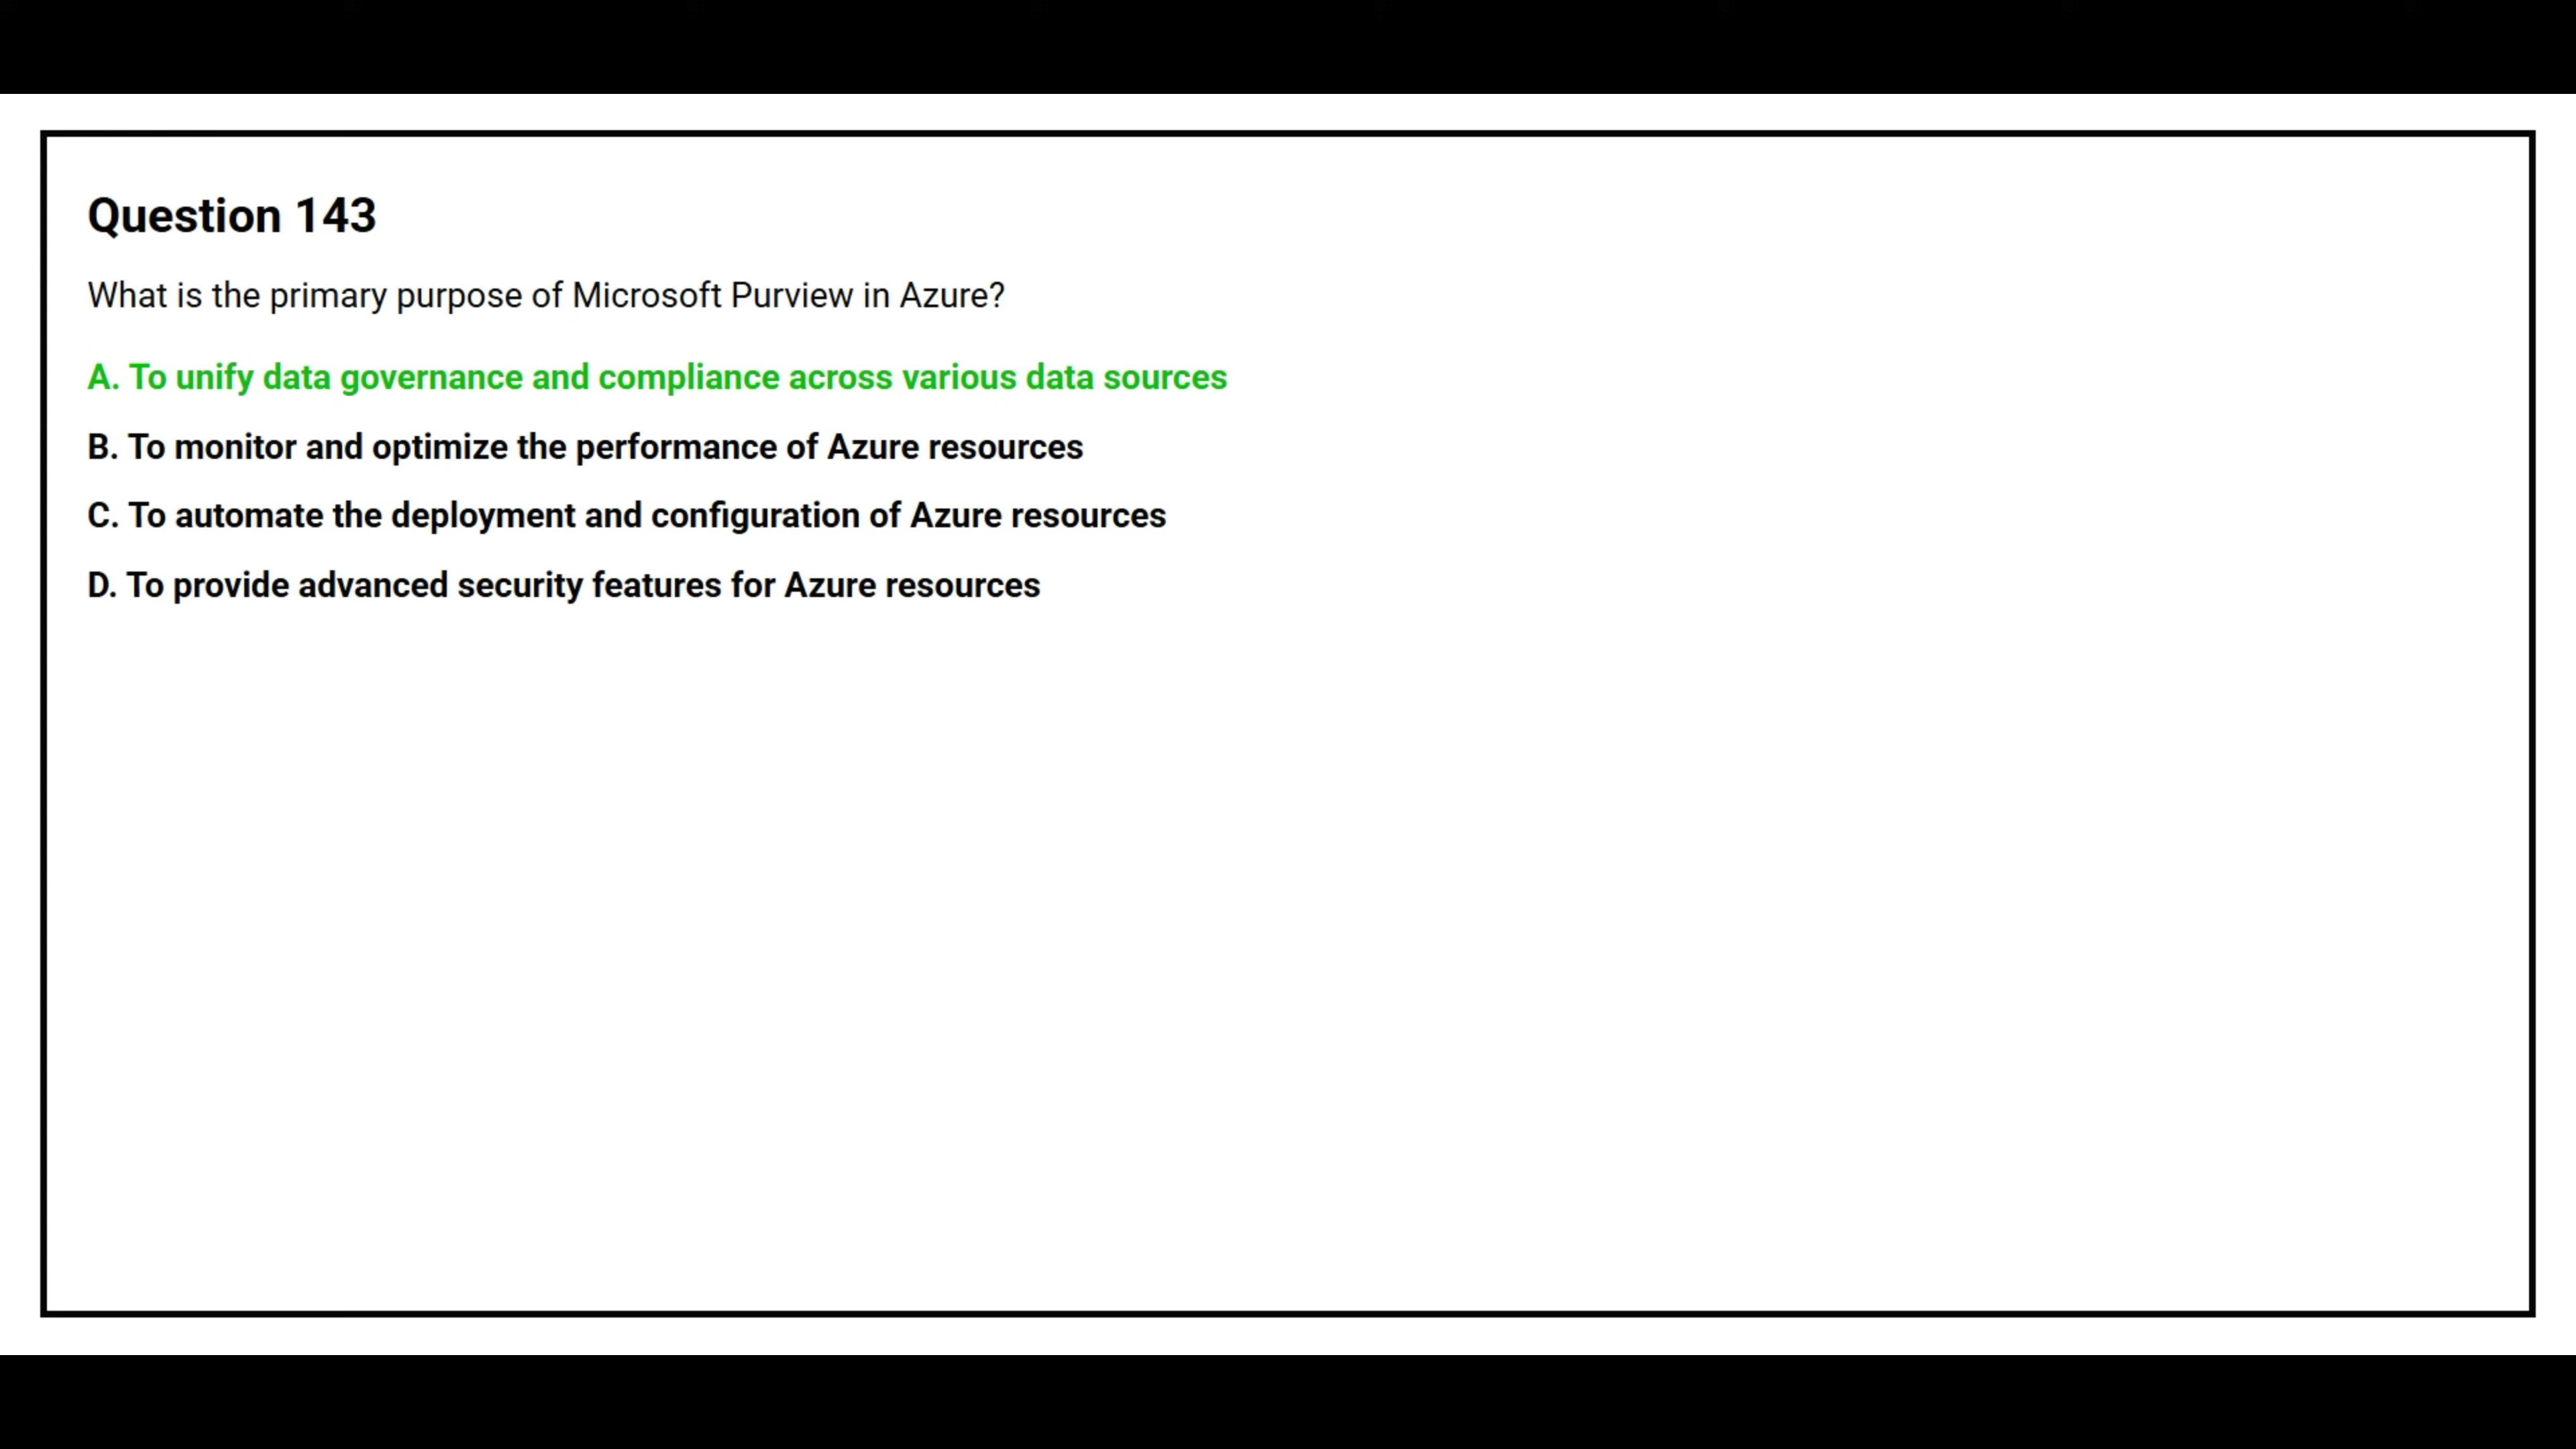 Question 143
What is the primary purpose of Microsoft Purview in Azure?
A. To unify data governance and compliance across various data sources
B. To monitor and optimize the performance of Azure resources
C. To automate the deployment and configuration of Azure resources
D. To provide advanced security features for Azure resources